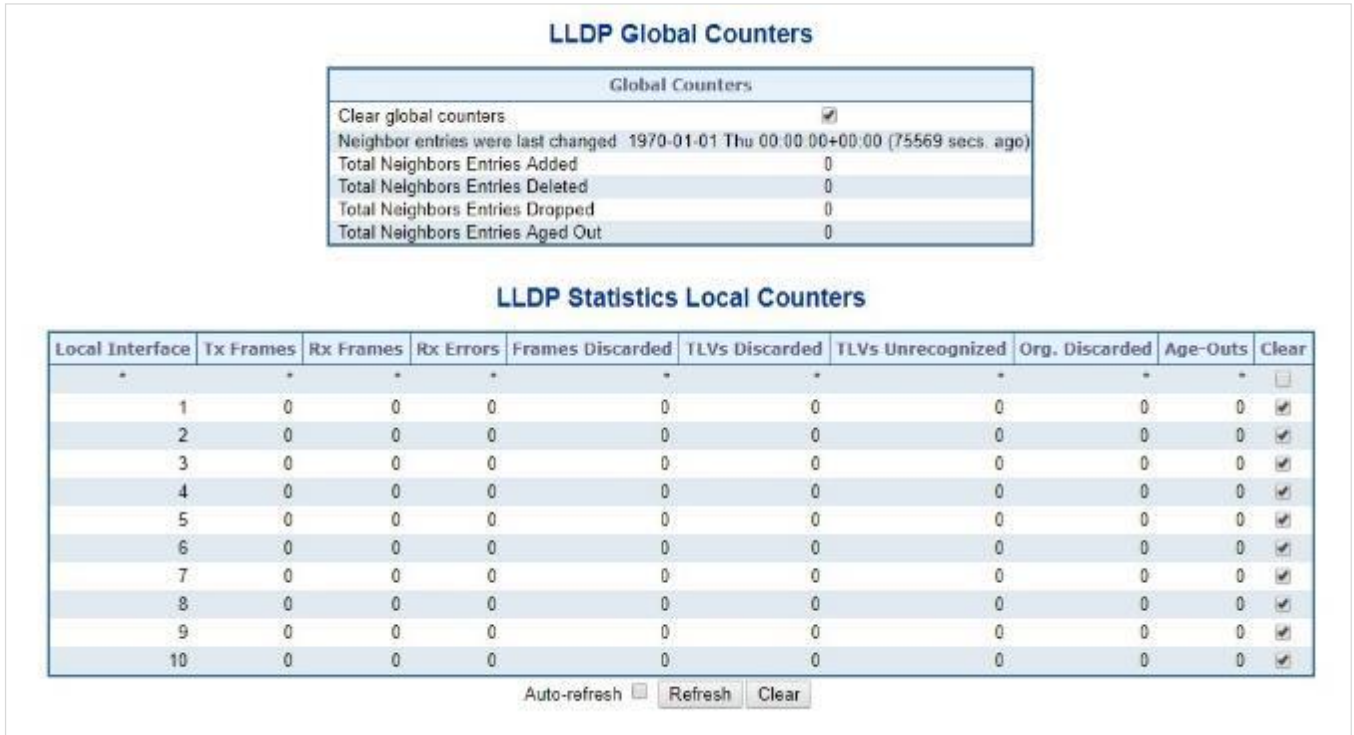 LLDP Global Counters
Global Counters
Clear global counters
Neighbor entries were last changed 1970-01-01 Thu 00:00:00+00:00 (75569 secs. ago)
Total Neighbors Entries Added 0
Total Neighbors Entries Deleted 0
Total Neighbors Entries Dropped 0
Total Neighbors Entries Aged Out 0
LLDP Statistics Local Counters
Local Interface Tx Frames Rx Frames Rx Errors Frames Discarded TLVs Discarded TLVs Unrecognized Org. Discarded Age-Outs Clear
* * * * * * * * *
1 0 0 0 0 0 0 0 0
2 0 0 0 0 0 0 0 0
3 0 0 0 0 0 0 0 0
4 0 0 0 0 0 0 0 0
5 0 0 0 0 0 0 0 0
6 0 0 0 0 0 0 0 0
7 0 0 0 0 0 0 0 0
8 0 0 0 0 0 0 0 0
9 0 0 0 0 0 0 0 0
10 0 0 0 0 0 0 0 0
Auto-refresh Refresh Clear